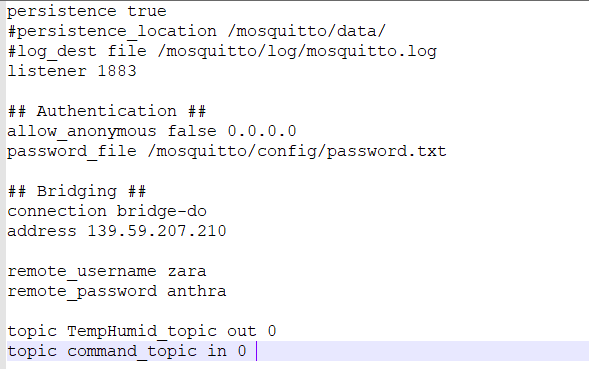 persistence true
#persistence_location /mosquitto/data/
#log_dest file /mosquitto/log/mosquitto.log
listener 1883
## Authentication ##
allow_anonymous false 0.0.0.0
password_file /mosquitto/config/password.txt
## Bridging ##
connection bridge-do
address 139.59.207.210
remote_username zara
remote_password anthra
topic TempHumid_topic out 0
topic command_topic in 0